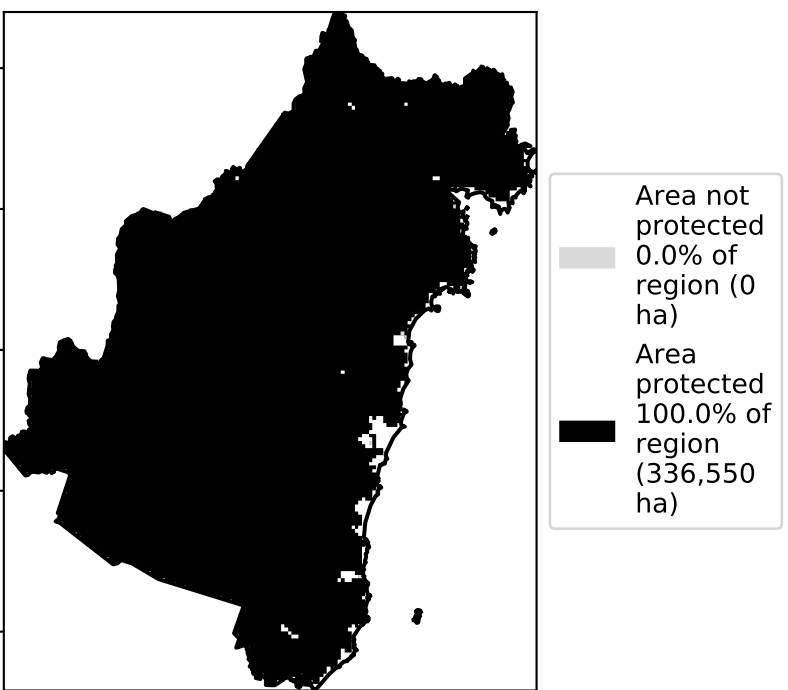 Area not
protected
0.0% of
region (0
ha)
Area
protected
100.0% of
region
(336,550
ha)